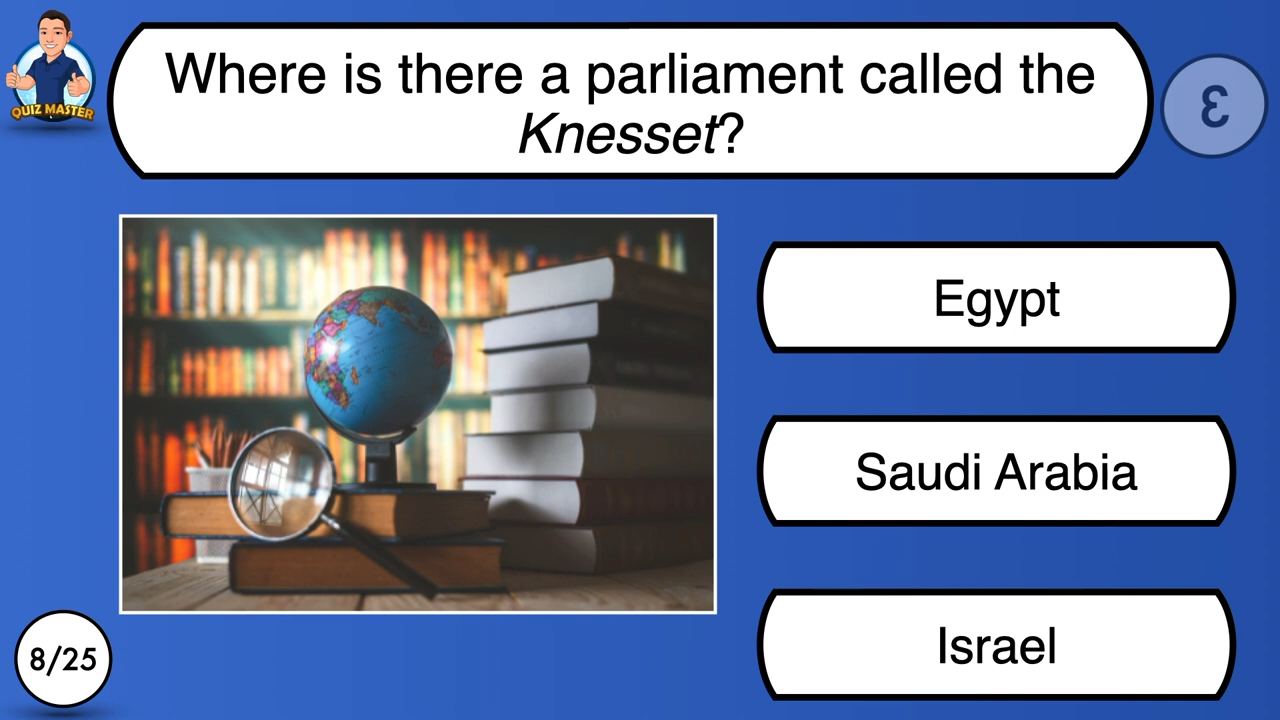 QUIZ MASTER
Where is there a parliament called the
Knesset?
3
Egypt
Saudi Arabia
Israel
8/25